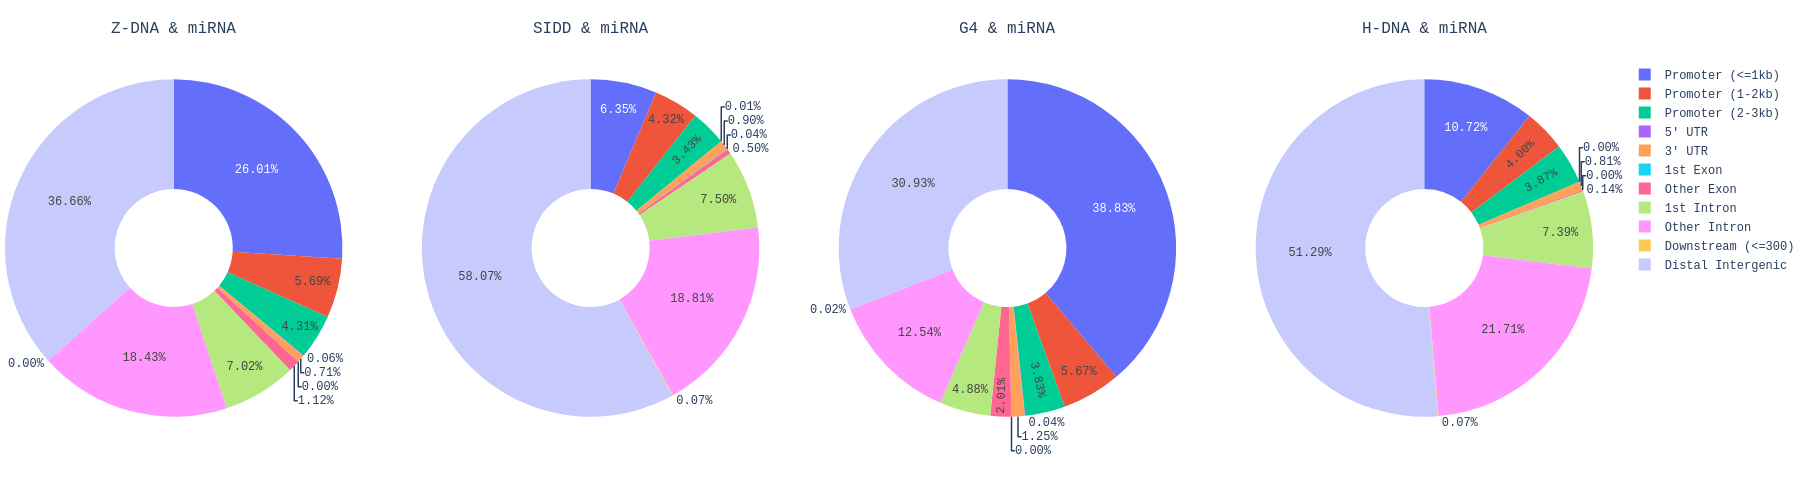 Z-DNA & miRNA
26.01%
5.69%
4.31%
0.06%
0.71%
0.00%
1.12%
7.02%
18.43%
0.00%
36.66%
SIDD & miRNA
6.35%
4.32%
3.43%
0.01%
0.90%
0.04%
0.50%
7.50%
18.81%
0.07%
58.07%
G4 & miRNA
38.83%
5.67%
3.83%
0.04%
1.25%
0.00%
2.01%
4.88%
12.54%
0.02%
30.93%
H-DNA & miRNA
10.72%
4.00%
3.87%
0.00%
0.81%
0.00%
0.14%
7.39%
21.71%
0.07%
51.29%
Promoter (<=1kb)
Promoter (1-2kb)
Promoter (2-3kb)
5' UTR
3' UTR
1st Exon
Other Exon
1st Intron
Other Intron
Downstream (<=300)
Distal Intergenic